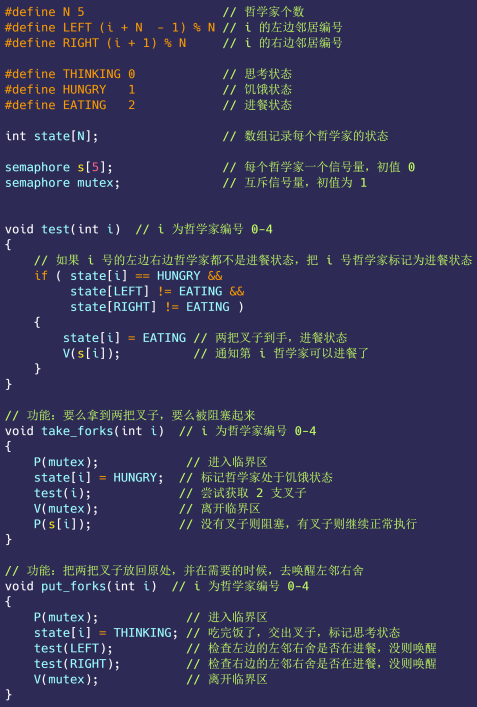 #define N 5 // 哲学家个数
#define LEFT (i + N - 1) % N // i 的左边邻居编号
#define RIGHT (i + 1) % N // i 的右边邻居编号
#define THINKING 0 // 思考状态
#define HUNGRY 1 // 饥饿状态
#define EATING 2 // 进餐状态
int state[N]; // 数组记录每个哲学家的状态
semaphore s[5]; // 每个哲学家一个信号量，初值 0
semaphore mutex; // 互斥信号量，初值为 1
void test(int i) // i 为哲学家编号 0-4
{
// 如果 i 号的左边右边哲学家都不是进餐状态，把 i 号哲学家标记为进餐状态
if ( state[i] == HUNGRY &&
state[LEFT] != EATING &&
state[RIGHT] != EATING )
{
state[i] = EATING // 两把叉子到手，进餐状态
V(s[i]); // 通知第 i 哲学家可以进餐了
}
}
// 功能：要么拿到两把叉子，要么被阻塞起来
void take_forks(int i) // i 为哲学家编号 0-4
{
P(mutex); // 进入临界区
state[i] = HUNGRY; // 标记哲学家处于饥饿状态
test(i); // 尝试获取 2 支叉子
V(mutex); // 离开临界区
P(s[i]); // 没有叉子则阻塞，有叉子则继续正常执行
}
// 功能：把两把叉子放回原处，并在需要的时候，去唤醒左邻右舍
void put_forks(int i) // i 为哲学家编号 0-4
{
P(mutex); // 进入临界区
state[i] = THINKING; // 吃完饭了，交出叉子，标记思考状态
test(LEFT); // 检查左边的左邻右舍是否在进餐，没则唤醒
test(RIGHT); // 检查右边的左邻右舍是否在进餐，没则唤醒
V(mutex); // 离开临界区
}